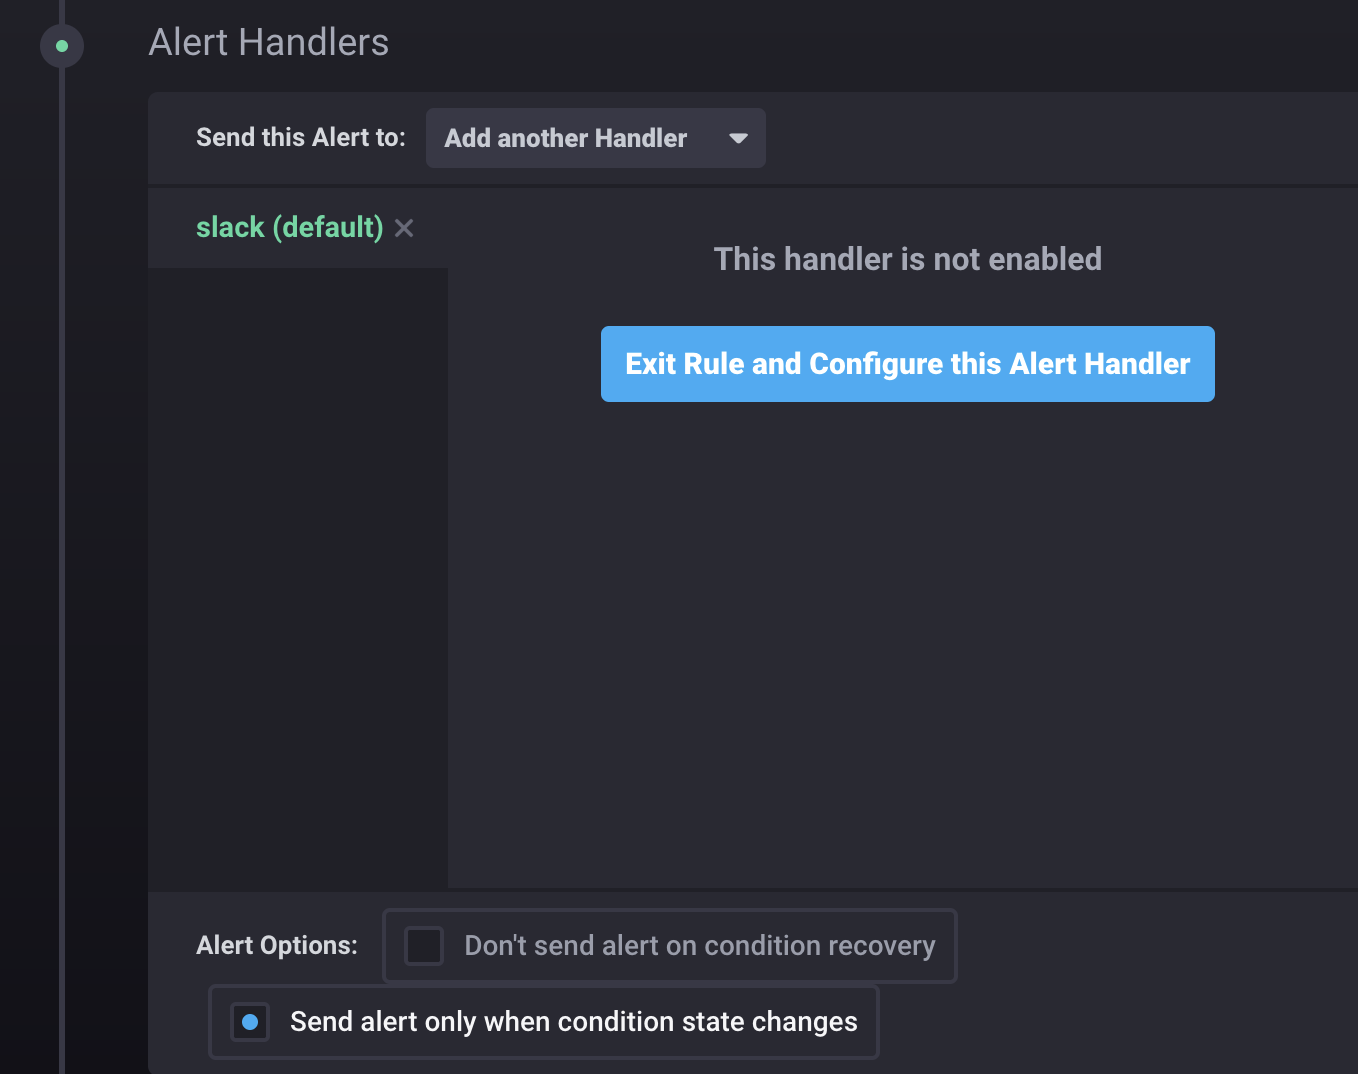 Alert Handlers
Send this Alert to: Add another Handler
slack (default)
This handler is not enabled
Exit Rule and Configure this Alert Handler
Alert Options: Don't send alert on condition recovery
Send alert only when condition state changes